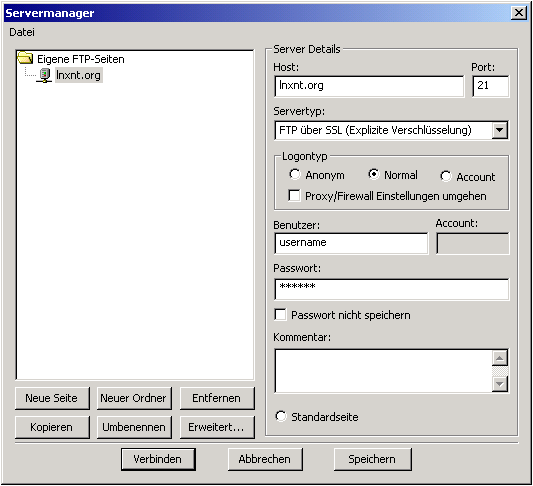 Servermanager
Datei
Eigene FTP-Seiten
lnxnt.org
Neue Seite
Neuer Ordner
Entfernen
Kopieren
Umbenennen
Erweitert...
Server Details
Host:
Port:
lnxnt.org
21
Servertyp:
FTP über SSL (Explizite Verschlüsselung)
Logontyp
Anonym
Normal
Account
Proxy/Firewall Einstellungen umgehen
Benutzer:
Account:
username
Passwort:
******
Passwort nicht speichern
Kommentar:
Standardseite
Verbinden
Abbrechen
Speichern